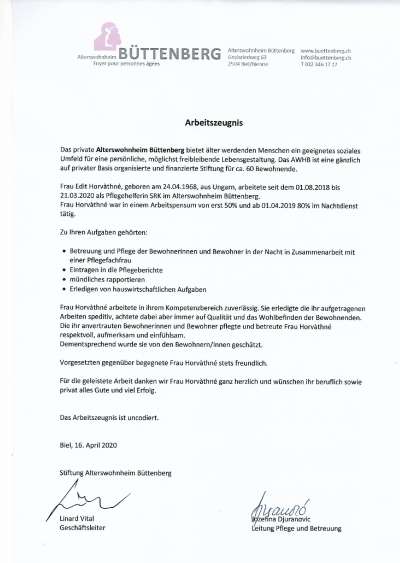 Alterswohnheim BÜTTENBERG
Foyer pour personnes âgées
Alterswohnheim Büttenberg
Geyisriedweg 63
2504 Biel/Bienne
www.buettenberg.ch
info@buettenberg.ch
Arbeitszeugnis
Das private Alterswohnheim Büttenberg bietet älter werdenden Menschen ein geeignetes soziales
Umfeld für eine persönliche, möglichst freibleibende Lebensgestaltung. Das AWHB ist eine gänzlich
auf privater Basis organisierte und finanzierte Stiftung für ca. 60 Bewohnende.
Frau Edit Horváthné, geboren am 24.04.1968, aus Ungarn, arbeitete seit dem 01.08.2018 bis
21.03.2020 als Pflegehelferin SRK im Alterswohnheim Büttenberg.
Frau Horváthné war in einem Arbeitspensum von erst 50% und ab 01.04.2019 80% im Nachtdienst
tätig.
Zu Ihren Aufgaben gehörten:
• Betreuung und Pflege der Bewohnerinnen und Bewohner in der Nacht in Zusammenarbeit mit
einer Pflegefachfrau
• Eintragen in die Pflegeberichte
• mündliches rapportieren
• Erledigen von hauswirtschaftlichen Aufgaben
Frau Horváthné arbeitete in ihrem Kompetenzbereich zuverlässig. Sie erledigte die ihr aufgetragenen
Arbeiten speditiv, achtete dabei aber immer auf Qualität und das Wohlbefinden der Bewohnenden.
Die ihr anvertrauten Bewohnerinnen und Bewohner pflegte und betreute Frau Horváthné
respektvoll, aufmerksam und einfühlsam.
Dementsprechend wurde sie von den Bewohnern/innen geschätzt.
Vorgesetzten gegenüber begegnete Frau Horváthné stets freundlich.
Für die geleistete Arbeit danken wir Frau Horváthné ganz herzlich und wünschen ihr beruflich sowie
privat alles Gute und viel Erfolg.
Das Arbeitszeugnis ist uncodiert.
Biel, 16. April 2020
Stiftung Alterswohnheim Büttenberg
Linard Vital
Geschäftsleiter
Djuranovic
Leitung Pflege und Betreuung